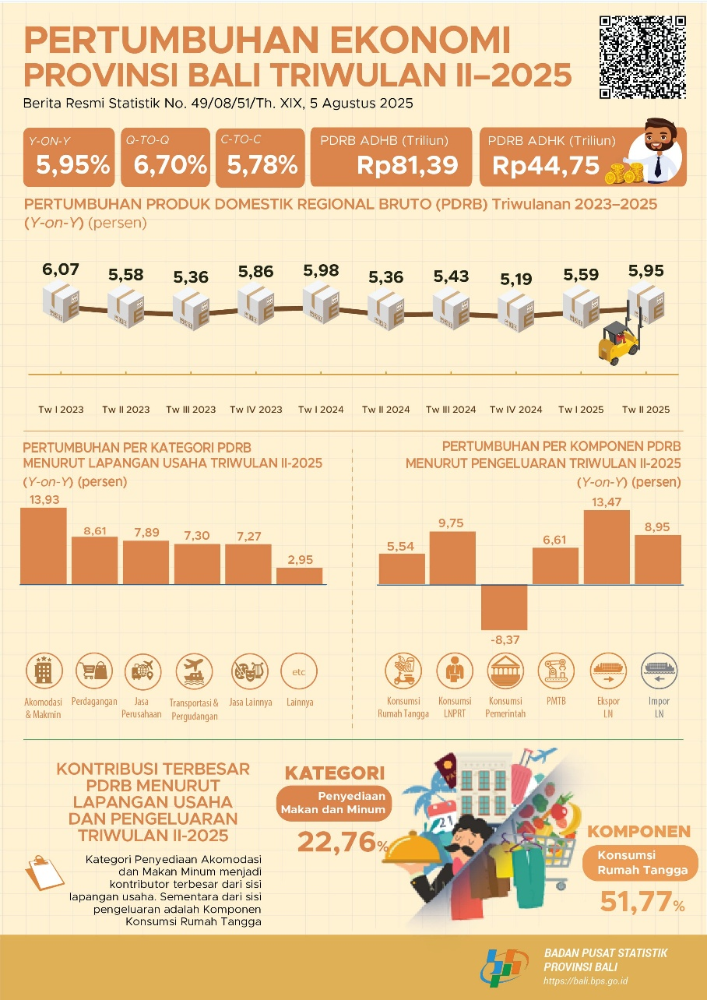 PERTUMBUHAN EKONOMI
PROVINSI BALI TRIWULAN II–2025
Berita Resmi Statistik No. 49/08/51/Th. XIX, 5 Agustus 2025
Y-ON-Y
5,95%
Q-TO-Q
6,70%
C-TO-C
5,78%
PDRB ADHB (Triliun)
Rp81,39
PDRB ADHK (Triliun)
Rp44,75
PERTUMBUHAN PRODUK DOMESTIK REGIONAL BRUTO (PDRB) Triwulanan 2023–2025
(Y-on-Y) (persen)
6,07 5,58 5,36 5,86 5,98 5,36 5,43 5,19 5,59 5,95
Tw I 2023 Tw II 2023 Tw III 2023 Tw IV 2023 Tw I 2024 Tw II 2024 Tw III 2024 Tw IV 2024 Tw I 2025 Tw II 2025
PERTUMBUHAN PER KATEGORI PDRB
MENURUT LAPANGAN USAHA TRIWULAN II-2025
(Y-on-Y) (persen)
13,93 8,61 7,89 7,30 7,27 2,95
etc
Akomodasi
& Makmin
Perdagangan
Jasa
Perusahaan
Transportasi &
Pergudangan
Jasa Lainnya
Lainnya
PERTUMBUHAN PER KOMPONEN PDRB
MENURUT PENGELUARAN TRIWULAN II-2025
(Y-on-Y) (persen)
5,54 9,75 -8,37 6,61 13,47 8,95
Konsumsi
Rumah Tangga
Konsumsi
LNPRT
Konsumsi
Pemerintah
PMTB
Ekspor
LN
Impor
LN
KONTRIBUSI TERBESAR
PDRB MENURUT
LAPANGAN USAHA
DAN PENGELUARAN
TRIWULAN II-2025
Kategori Penyediaan Akomodasi
dan Makan Minum menjadi
kontributor terbesar dari sisi
lapangan usaha. Sementara dari sisi
pengeluaran adalah Komponen
Konsumsi Rumah Tangga
KATEGORI
Penyediaan
Makan dan Minum
22,76%
21
KOMPONEN
Konsumsi
Rumah Tangga
51,77%
BADAN PUSAT STATISTIK
PROVINSI BALI
https://bali.bps.go.id